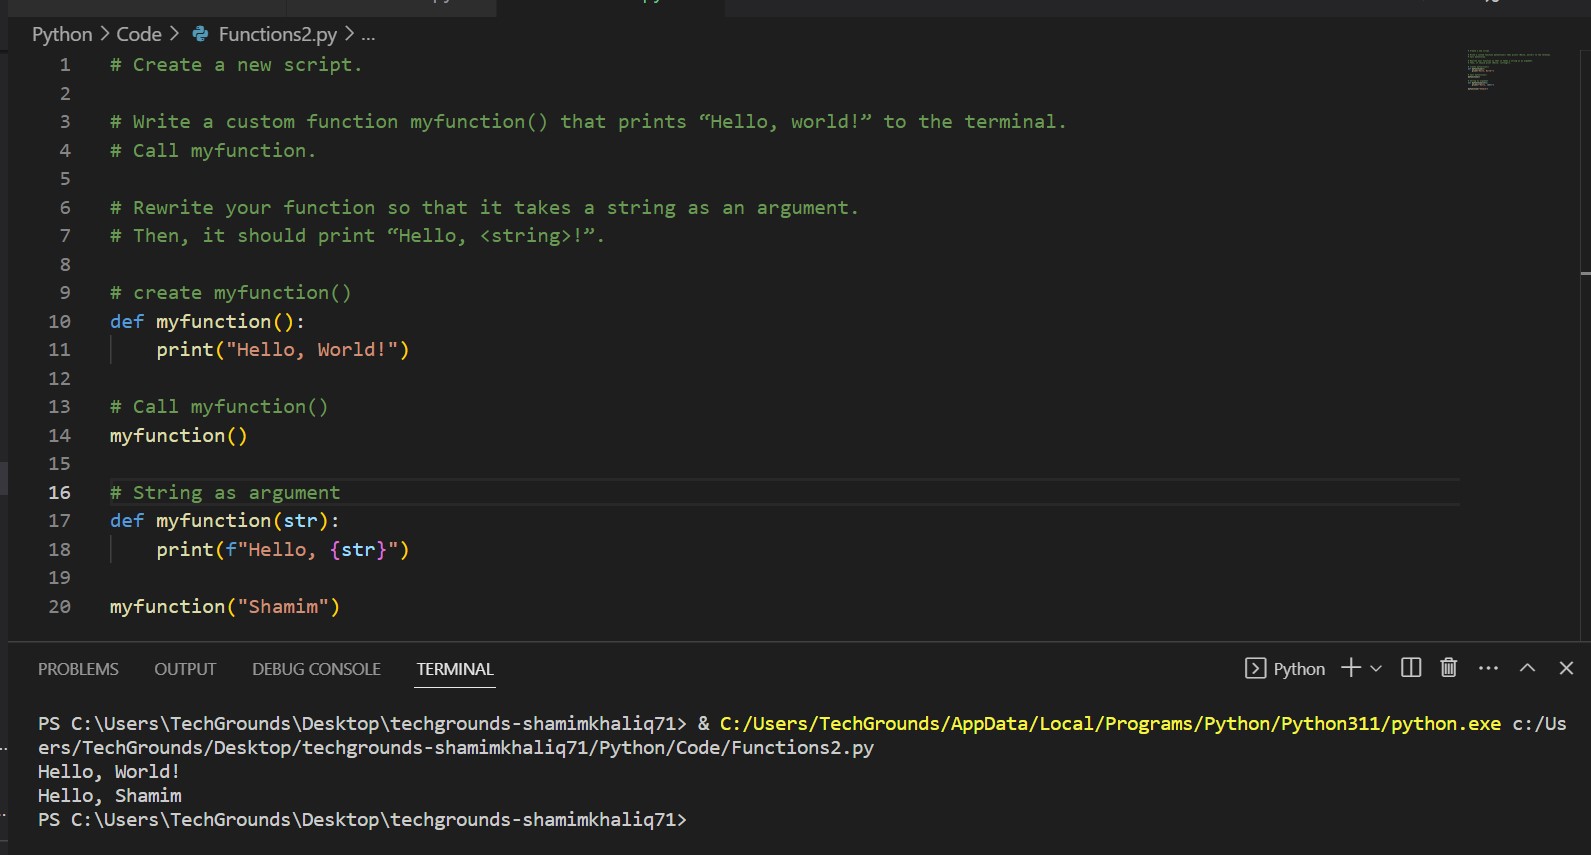 Python > Code > Functions2.py > ...
1 # Create a new script.
2
3 # Write a custom function myfunction() that prints “Hello, world!” to the terminal.
4 # Call myfunction.
5
6 # Rewrite your function so that it takes a string as an argument.
7 # Then, it should print “Hello, <string>!”.
8
9 # create myfunction()
10 def myfunction():
11     print("Hello, World!")
12
13 # Call myfunction()
14 myfunction()
15
16 # String as argument
17 def myfunction(str):
18     print(f"Hello, {str}")
19
20 myfunction("Shamim")
PROBLEMS OUTPUT DEBUG CONSOLE TERMINAL Python
PS C:\Users\TechGrounds\Desktop\techgrounds-shamimkhaliq71> & C:/Users/TechGrounds/AppData/Local/Programs/Python/Python311/python.exe c:/Us
ers/TechGrounds/Desktop/techgrounds-shamimkhaliq71/Python/Code/Functions2.py
Hello, World!
Hello, Shamim
PS C:\Users\TechGrounds\Desktop\techgrounds-shamimkhaliq71>